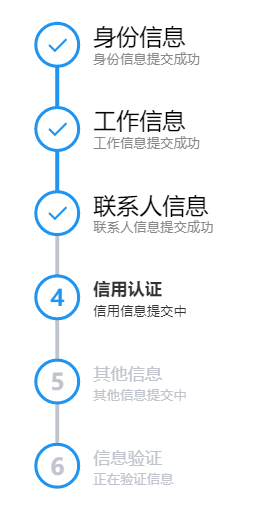 身份信息
身份信息提交成功
工作信息
工作信息提交成功
联系人信息
联系人信息提交成功
4
信用认证
信用信息提交中
5
其他信息
其他信息提交中
6
信息验证
正在验证信息